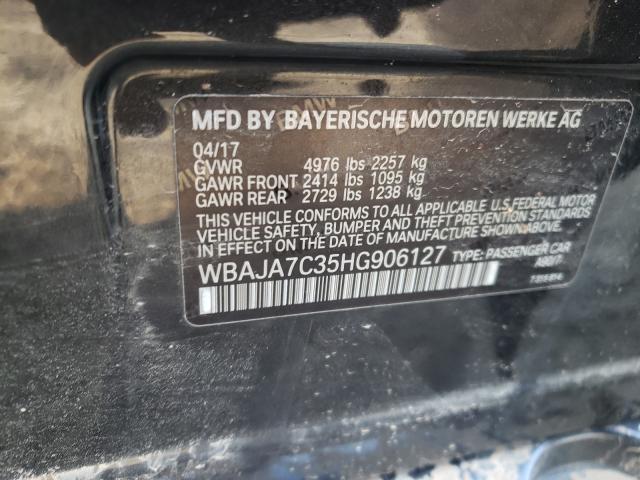 MFD BY BAYERISCHE MOTOREN WERKE AG
04/17
GVWR 4976 lbs 2257 kg
GAWR FRONT 2414 lbs 1095 kg
GAWR REAR 2729 lbs 1238 kg
THIS VEHICLE CONFORMS TO ALL APPLICABLE U.S. FEDERAL MOTOR
VEHICLE SAFETY, BUMPER, AND THEFT PREVENTION STANDARDS
IN EFFECT ON THE DATE OF MANUFACTURE SHOWN ABOVE.
WBAJA7C35HG906127 TYPE: PASSENGER CAR